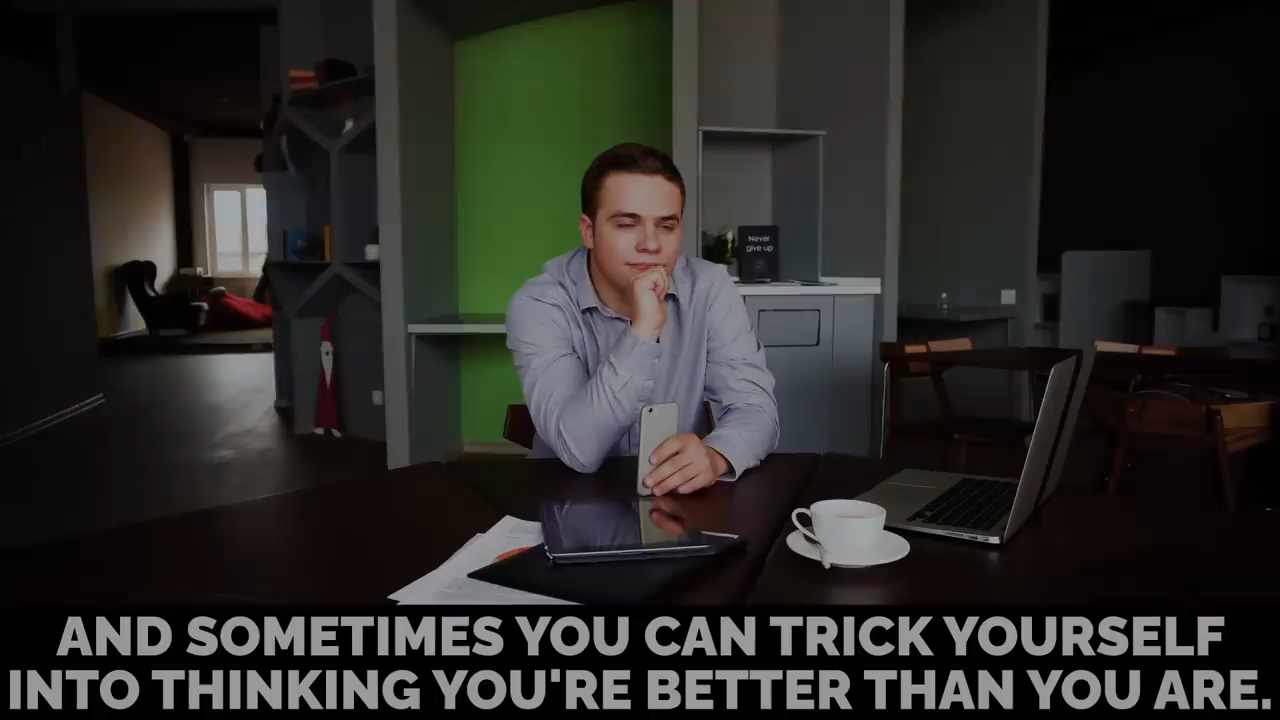 Never
give up
AND SOMETIMES YOU CAN TRICK YOURSELF
INTO THINKING YOU'RE BETTER THAN YOU ARE.